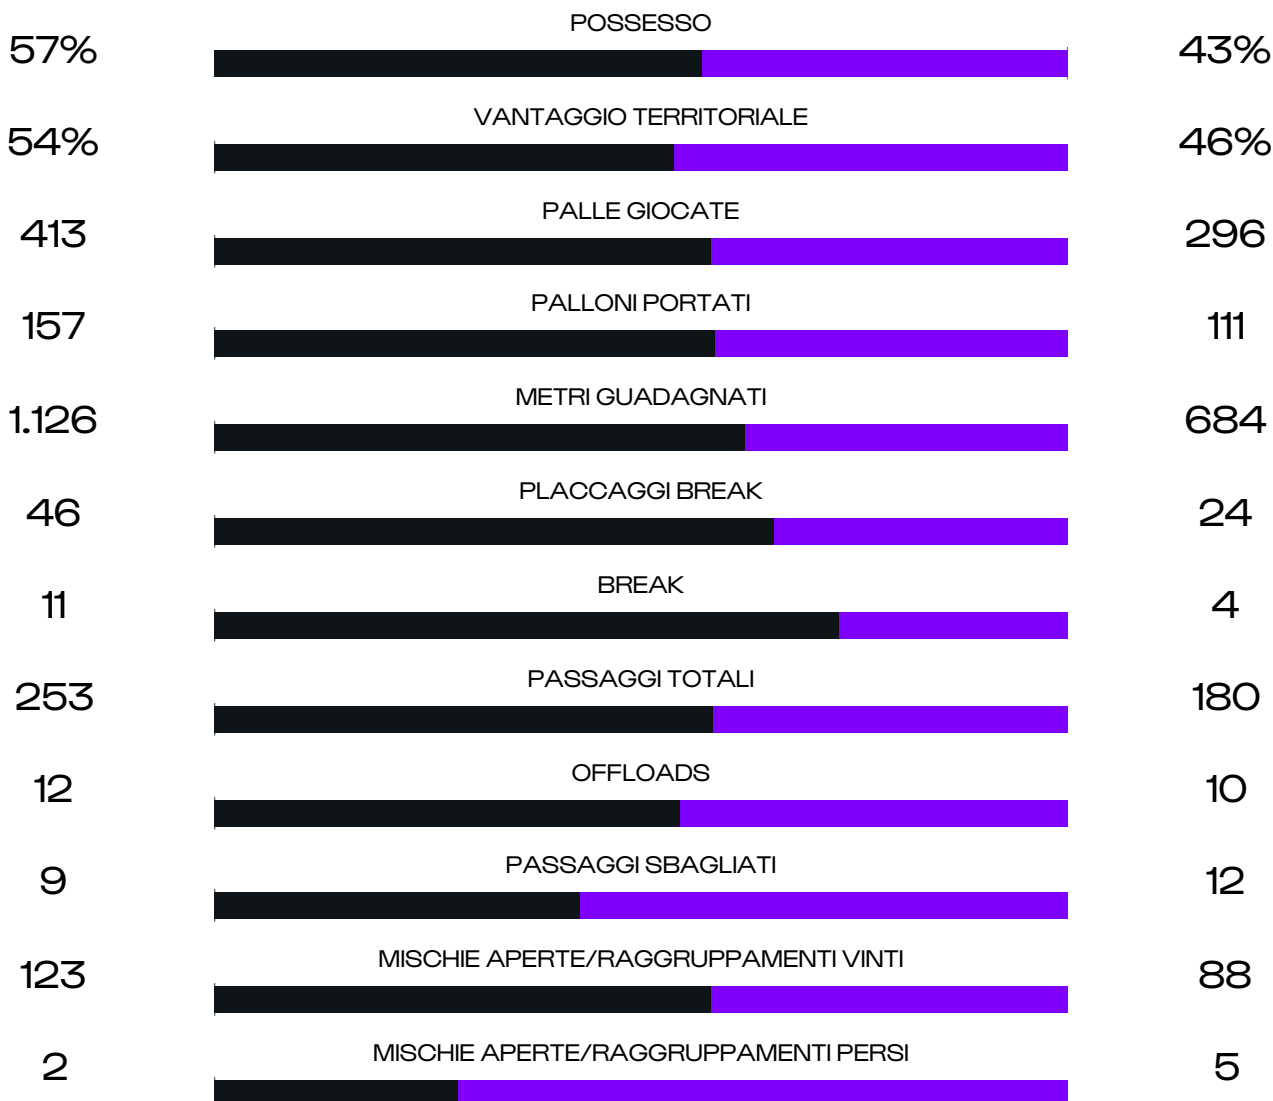 POSSESSO
57% 43%
VANTAGGIO TERRITORIALE
54% 46%
PALLE GIOCATE
413 296
PALLONI PORTATI
157 111
METRI GUADAGNATI
1.126 684
PLACCAGGI BREAK
46 24
BREAK
11 4
PASSAGGI TOTALI
253 180
OFFLOADS
12 10
PASSAGGI SBAGLIATI
9 12
MISCHIE APERTE/RAGGRUPPAMENTI VINTI
123 88
MISCHIE APERTE/RAGGRUPPAMENTI PERSI
2 5